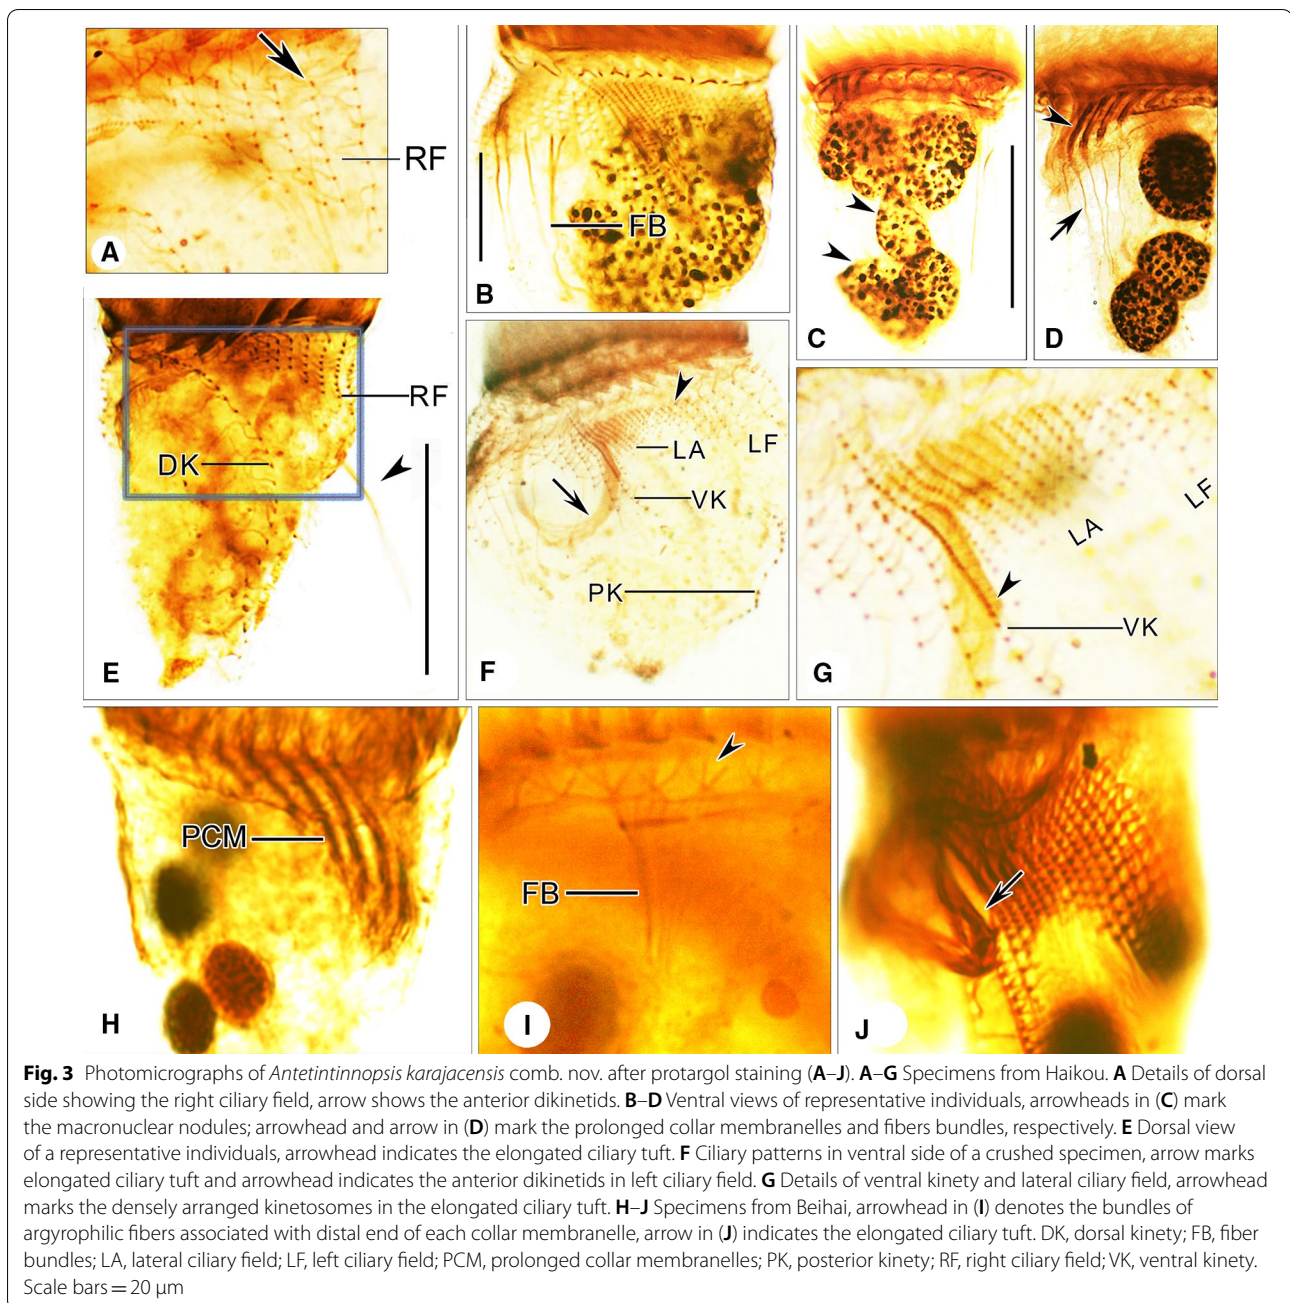 RF
A
FB
B
C
D
RF
DK
E
LA
LF
VK
PK
F
LF
LA
VK
G
PCM
H
FB
I
J
Fig. 3 Photomicrographs of Antetintinnopsis karajacensis comb. nov. after protargol staining (A–J). A–G Specimens from Haikou. A Details of dorsal
side showing the right ciliary field, arrow shows the anterior dikinetids. B–D Ventral views of representative individuals, arrowheads in (C) mark
the macronuclear nodules; arrowhead and arrow in (D) mark the prolonged collar membranelles and fibers bundles, respectively. E Dorsal view
of a representative individuals, arrowhead indicates the elongated ciliary tuft. F Ciliary patterns in ventral side of a crushed specimen, arrow marks
elongated ciliary tuft and arrowhead indicates the anterior dikinetids in left ciliary field. G Details of ventral kinety and lateral ciliary field, arrowhead
marks the densely arranged kinetosomes in the elongated ciliary tuft. H–J Specimens from Beihai, arrowhead in (I) denotes the bundles of
argyrophilic fibers associated with distal end of each collar membranelle, arrow in (J) indicates the elongated ciliary tuft. DK, dorsal kinety; FB, fiber
bundles; LA, lateral ciliary field; LF, left ciliary field; PCM, prolonged collar membranelles; PK, posterior kinety; RF, right ciliary field; VK, ventral kinety.
Scale bars = 20 µm